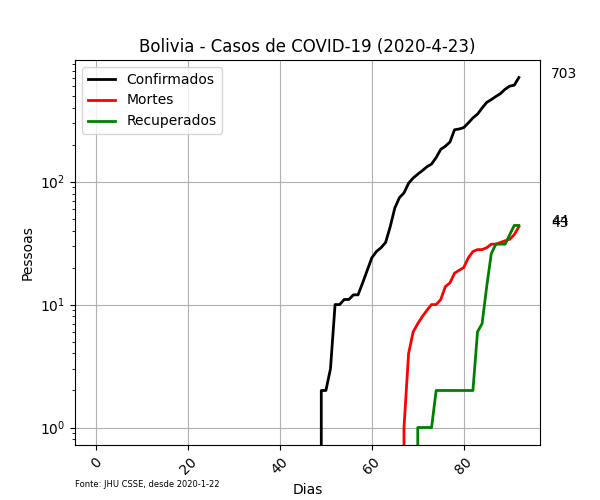 Bolivia - Casos de COVID-19 (2020-4-23)
Confirmados
Mortes
Recuperados
703
44
43
Pessoas
10²
10¹
10⁰
0
20
40
60
80
Dias
Fonte: JHU CSSE, desde 2020-1-22